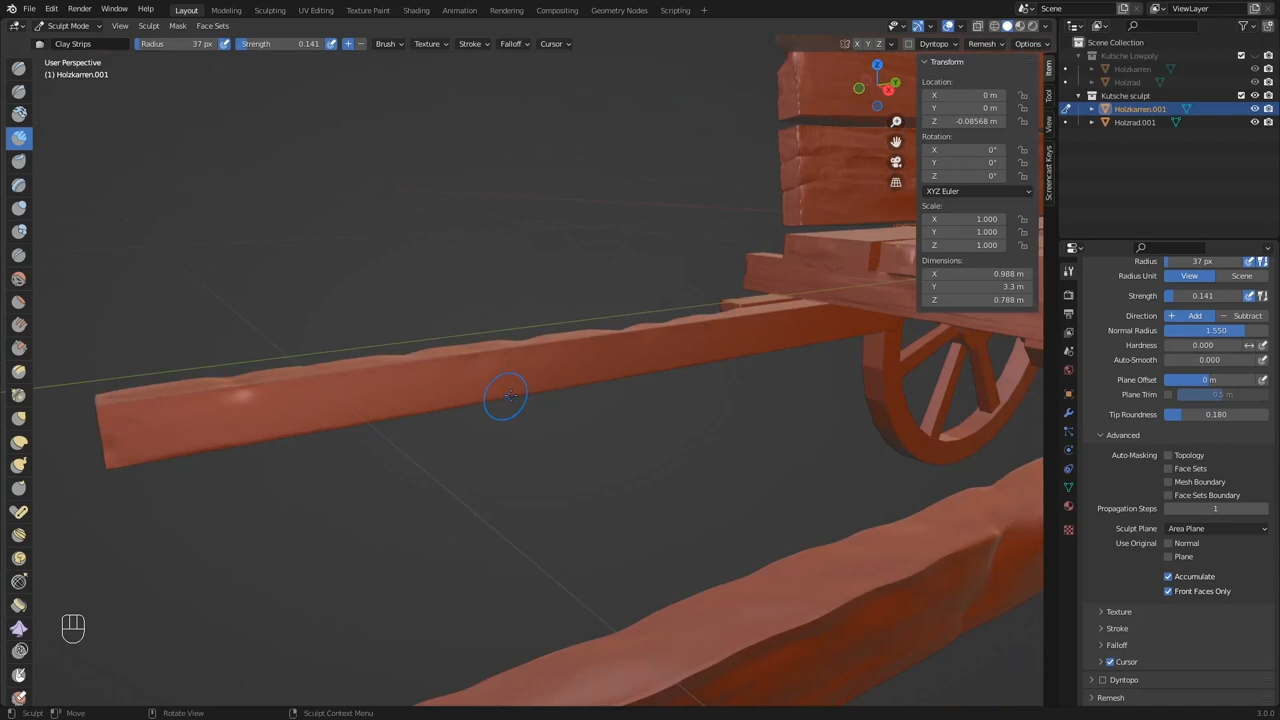 File Edit Render Window Help Layout Modeling Sculpting UV Editing Texture Paint Shading Animation Rendering Compositing Geometry Nodes Scripting + Scene ViewLayer
Sculpt Mode View Sculpt Mask Face Sets
Clay Strips Radius 37 px Strength 0.141 + − Brush Texture Stroke Falloff Cursor X Y Z Dyntopo Remesh Options
User Perspective
(1) Holzkarren.001
Z
Y
X
Transform
Location:
X 0 m
Y 0 m
Z -0.08568 m
Rotation:
X 0°
Y 0°
Z 0°
XYZ Euler
Scale:
X 1.000
Y 1.000
Z 1.000
Dimensions:
X 0.988 m
Y 3.3 m
Z 0.788 m
Item
Tool
View
Screencast Keys
Scene Collection
Kutsche Lowpoly
Holzkarren
Holzrad
Kutsche sculpt
Holzkarren.001
Holzrad.001
Radius 37 px
Radius Unit View Scene
Strength 0.141
Direction + Add − Subtract
Normal Radius 1.550
Hardness 0.000
Auto-Smooth 0.000
Plane Offset 0 m
Plane Trim 0.5 m
Tip Roundness 0.180
Advanced
Auto-Masking Topology
Face Sets
Mesh Boundary
Face Sets Boundary
Propagation Steps 1
Sculpt Plane Area Plane
Use Original Normal
Plane
Accumulate
Front Faces Only
Texture
Stroke
Falloff
Cursor
Dyntopo
Remesh
Sculpt Move Rotate View Sculpt Context Menu 3.0.0